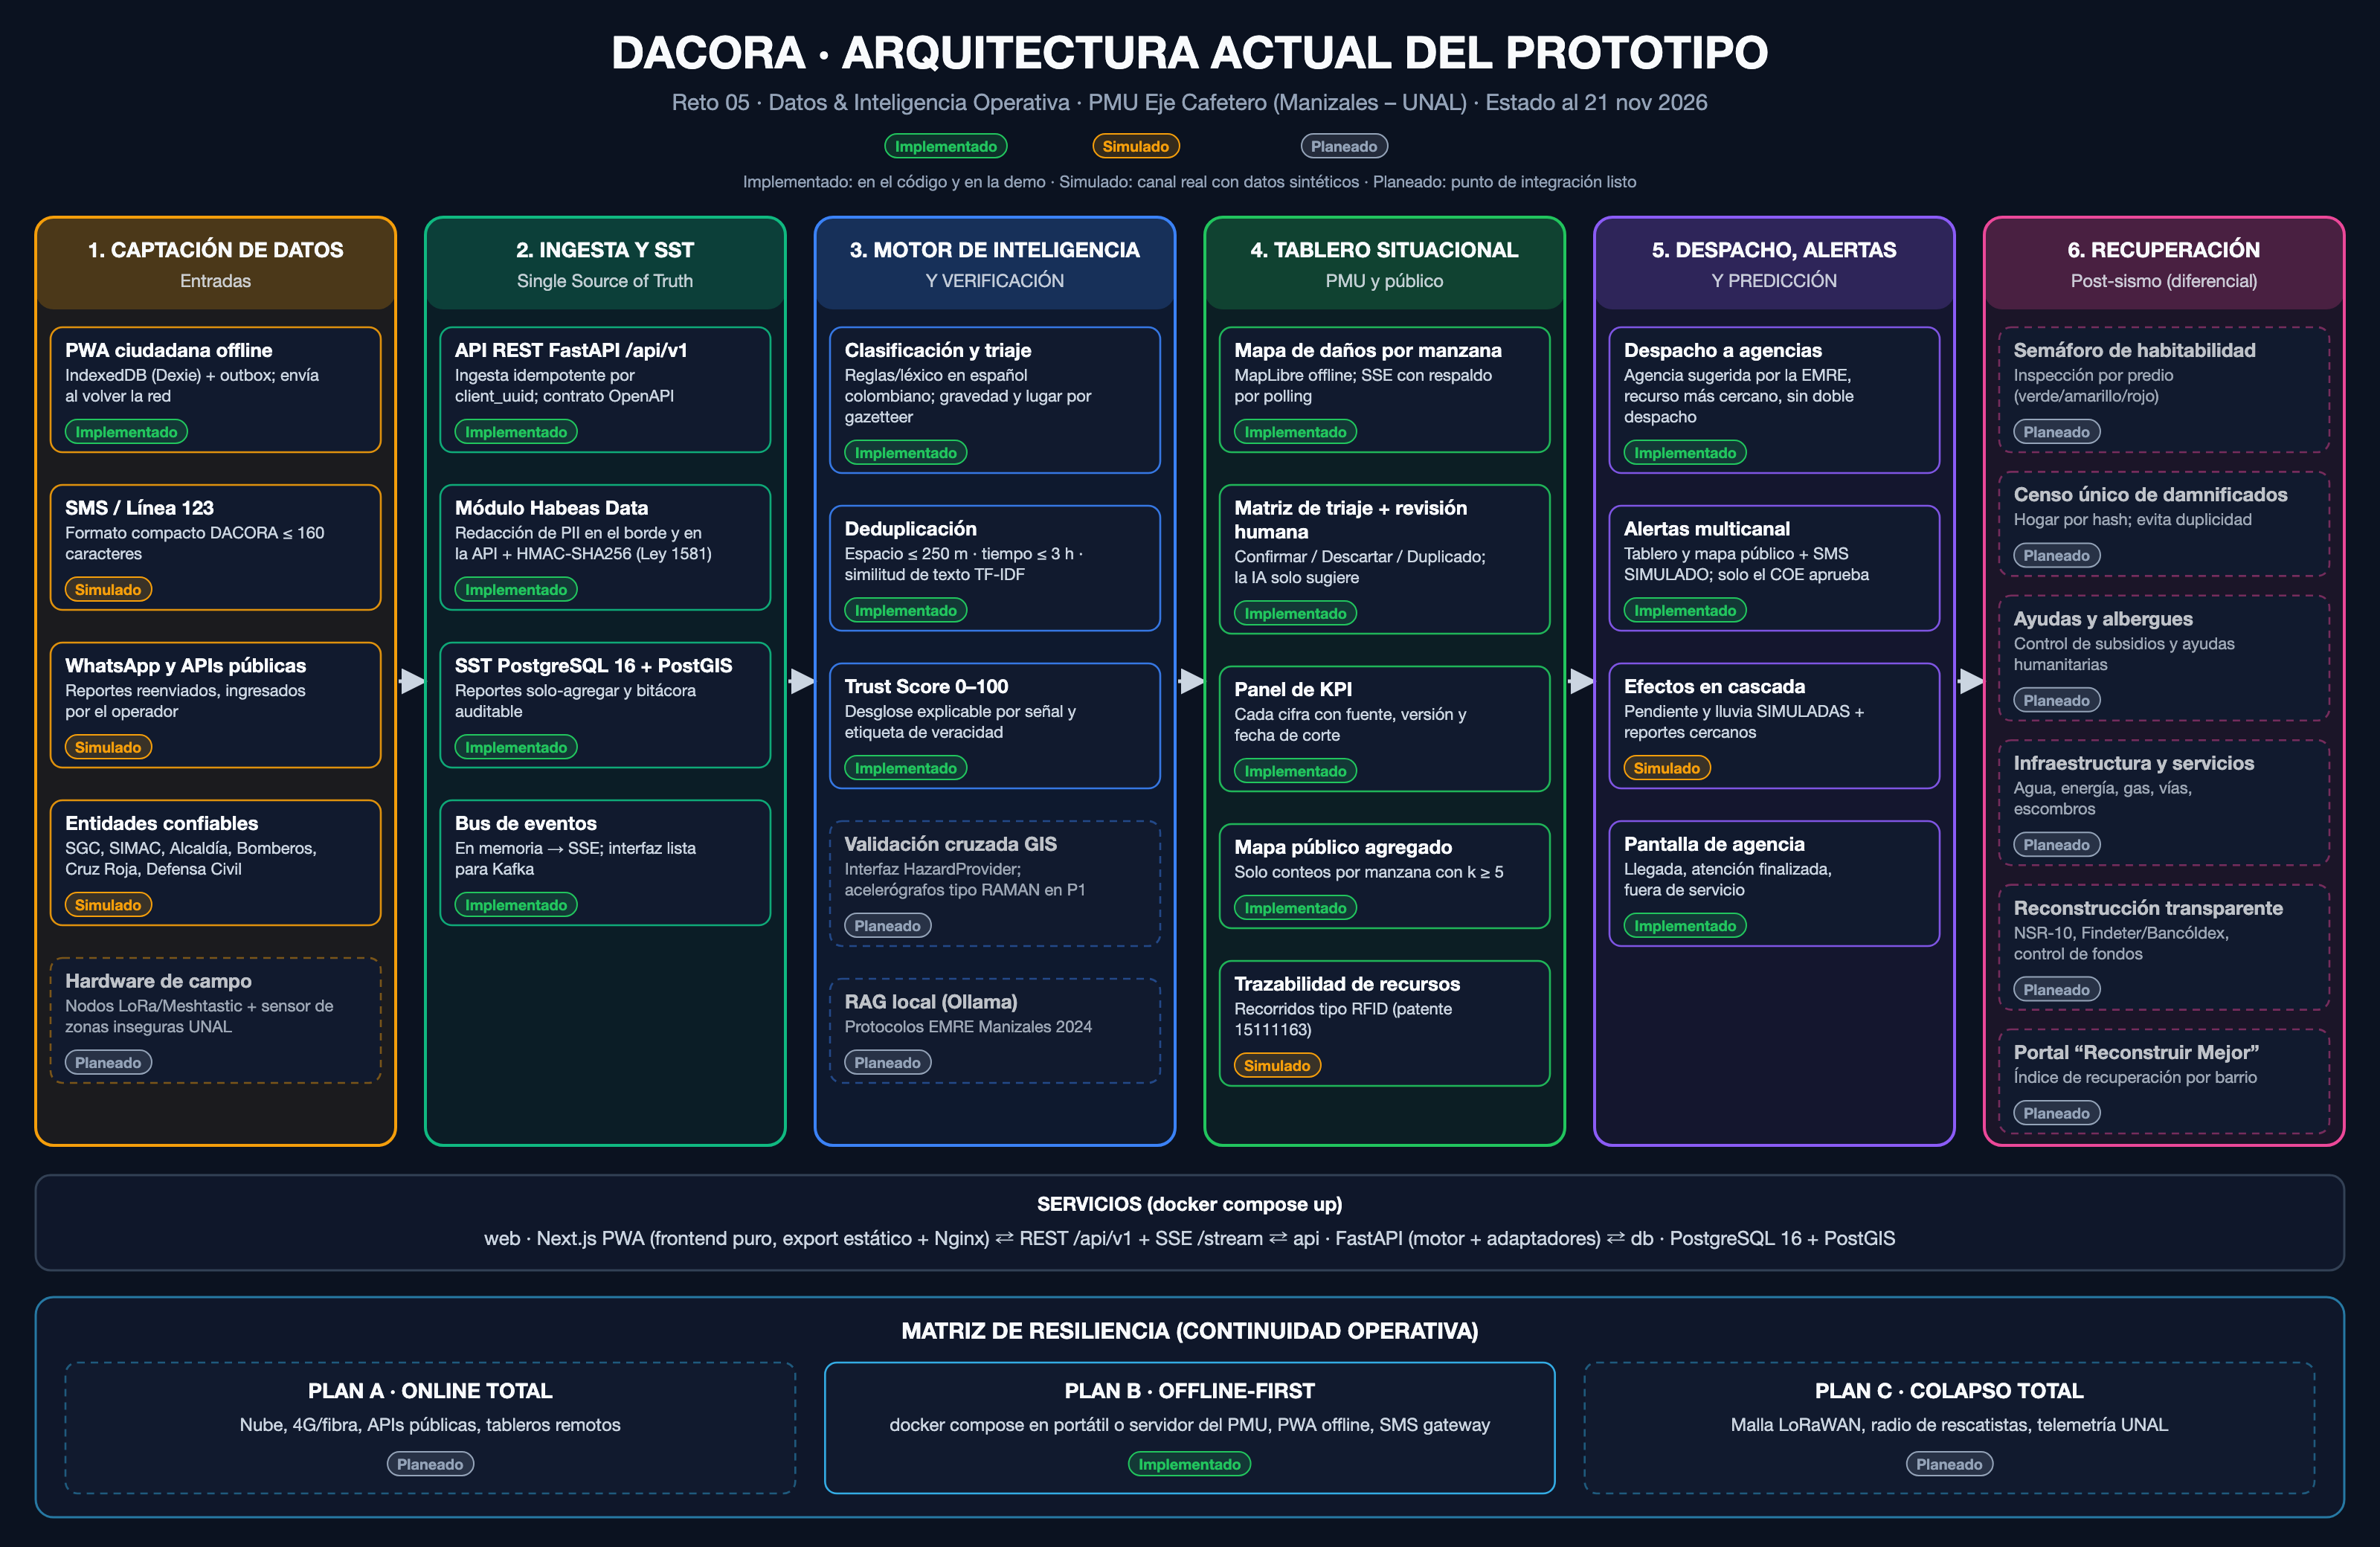 DACORA · ARQUITECTURA ACTUAL DEL PROTOTIPO
Reto 05 · Datos & Inteligencia Operativa · PMU Eje Cafetero (Manizales – UNAL) · Estado al 21 nov 2026
Implementado
Simulado
Planeado
Implementado: en el código y en la demo · Simulado: canal real con datos sintéticos · Planeado: punto de integración listo
1. CAPTACIÓN DE DATOS
Entradas
PWA ciudadana offline
IndexedDB (Dexie) + outbox; envía
al volver la red
Implementado
SMS / Línea 123
Formato compacto DACORA ≤ 160
caracteres
Simulado
WhatsApp y APIs públicas
Reportes reenviados, ingresados
por el operador
Simulado
Entidades confiables
SGC, SIMAC, Alcaldía, Bomberos,
Cruz Roja, Defensa Civil
Simulado
Hardware de campo
Nodos LoRa/Meshtastic + sensor de
zonas inseguras UNAL
Planeado
2. INGESTA Y SST
Single Source of Truth
API REST FastAPI /api/v1
Ingesta idempotente por
client_uuid; contrato OpenAPI
Implementado
Módulo Habeas Data
Redacción de PII en el borde y en
la API + HMAC-SHA256 (Ley 1581)
Implementado
SST PostgreSQL 16 + PostGIS
Reportes solo-agregar y bitácora
auditable
Implementado
Bus de eventos
En memoria → SSE; interfaz lista
para Kafka
Implementado
3. MOTOR DE INTELIGENCIA
Y VERIFICACIÓN
Clasificación y triaje
Reglas/léxico en español
colombiano; gravedad y lugar por
gazetteer
Implementado
Deduplicación
Espacio ≤ 250 m · tiempo ≤ 3 h ·
similitud de texto TF-IDF
Implementado
Trust Score 0–100
Desglose explicable por señal y
etiqueta de veracidad
Implementado
Validación cruzada GIS
Interfaz HazardProvider;
acelerógrafos tipo RAMAN en P1
Planeado
RAG local (Ollama)
Protocolos EMRE Manizales 2024
Planeado
4. TABLERO SITUACIONAL
PMU y público
Mapa de daños por manzana
MapLibre offline; SSE con respaldo
por polling
Implementado
Matriz de triaje + revisión
humana
Confirmar / Descartar / Duplicado;
la IA solo sugiere
Implementado
Panel de KPI
Cada cifra con fuente, versión y
fecha de corte
Implementado
Mapa público agregado
Solo conteos por manzana con k ≥ 5
Implementado
Trazabilidad de recursos
Recorridos tipo RFID (patente
15111163)
Simulado
5. DESPACHO, ALERTAS
Y PREDICCIÓN
Despacho a agencias
Agencia sugerida por la EMRE,
recurso más cercano, sin doble
despacho
Implementado
Alertas multicanal
Tablero y mapa público + SMS
SIMULADO; solo el COE aprueba
Implementado
Efectos en cascada
Pendiente y lluvia SIMULADAS +
reportes cercanos
Simulado
Pantalla de agencia
Llegada, atención finalizada,
fuera de servicio
Implementado
6. RECUPERACIÓN
Post-sismo (diferencial)
Semáforo de habitabilidad
Inspección por predio
(verde/amarillo/rojo)
Planeado
Censo único de damnificados
Hogar por hash; evita duplicidad
Planeado
Ayudas y albergues
Control de subsidios y ayudas
humanitarias
Planeado
Infraestructura y servicios
Agua, energía, gas, vías,
escombros
Planeado
Reconstrucción transparente
NSR-10, Findeter/Bancóldex,
control de fondos
Planeado
Portal “Reconstruir Mejor”
Índice de recuperación por barrio
Planeado
SERVICIOS (docker compose up)
web · Next.js PWA (frontend puro, export estático + Nginx) ⇄ REST /api/v1 + SSE /stream ⇄ api · FastAPI (motor + adaptadores) ⇄ db · PostgreSQL 16 + PostGIS
MATRIZ DE RESILIENCIA (CONTINUIDAD OPERATIVA)
PLAN A · ONLINE TOTAL
Nube, 4G/fibra, APIs públicas, tableros remotos
Planeado
PLAN B · OFFLINE-FIRST
docker compose en portátil o servidor del PMU, PWA offline, SMS gateway
Implementado
PLAN C · COLAPSO TOTAL
Malla LoRaWAN, radio de rescatistas, telemetría UNAL
Planeado